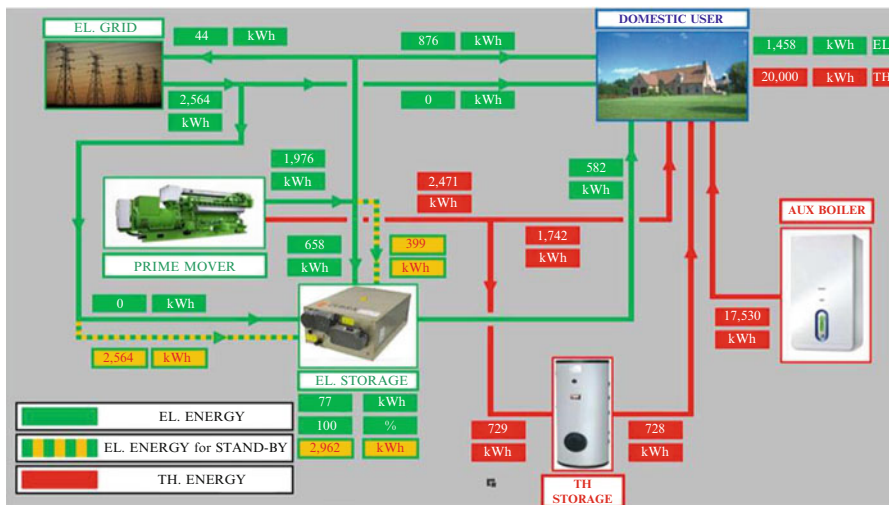 EL. GRID
44 kWh
876 kWh
DOMESTIC USER
1,458 kWh EL
20,000 kWh TH
2,564
kWh
0 kWh
1,976
kWh
2,471
kWh
582
kWh
PRIME MOVER
658
kWh
399
kWh
1,742
kWh
AUX BOILER
0 kWh
2,564 kWh
17,530
kWh
EL. STORAGE
77 kWh
100 %
2,962 kWh
729
kWh
728
kWh
TH
STORAGE
EL. ENERGY
EL. ENERGY for STAND-BY
TH. ENERGY